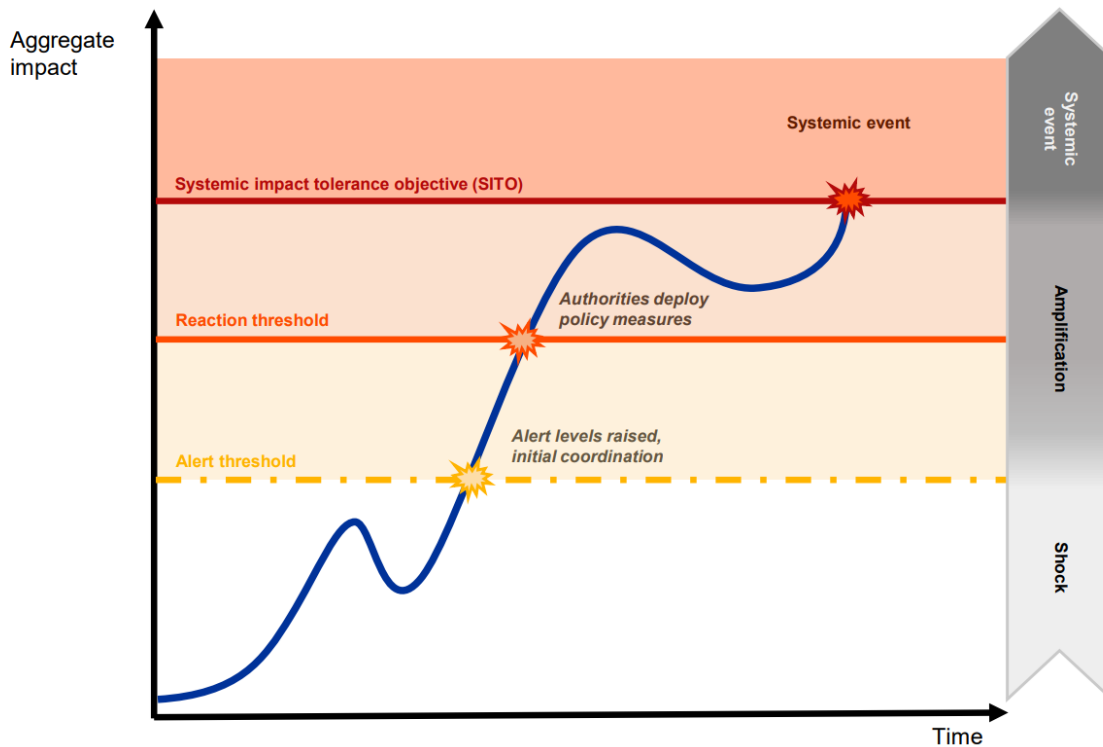 Aggregate
impact
Systemic event
Systemic impact tolerance objective (SITO)
Authorities deploy
policy measures
Reaction threshold
Alert levels raised,
initial coordination
Alert threshold
Time
Systemic
event
Amplification
Shock